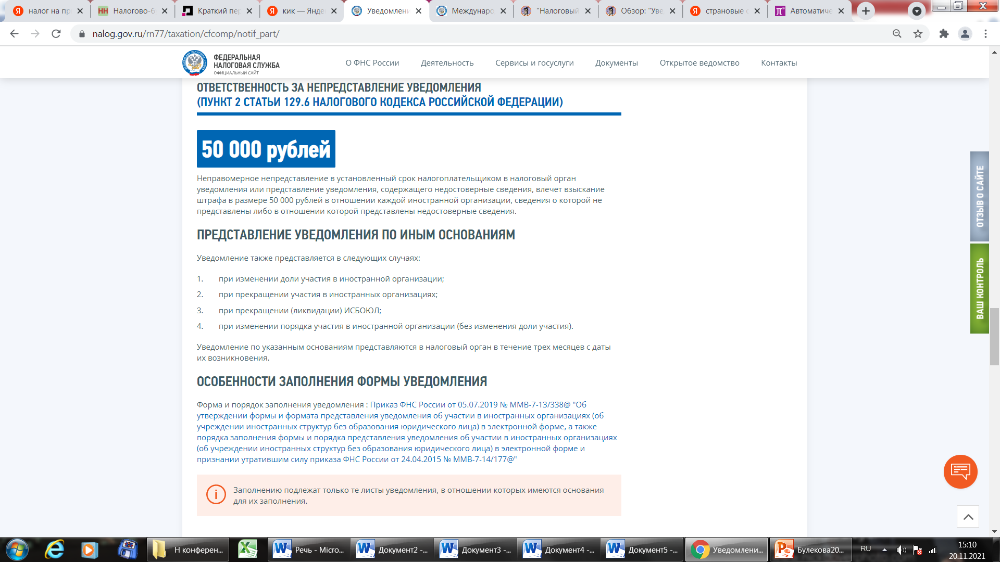 налог на пр
Налогово-б
Краткий пер
кик — Янде
Уведомлени
Междунаро
"Налоговый
Обзор: "Уве
страновые
Автоматиче
nalog.gov.ru/rn77/taxation/cfcomp/notif_part/
ФЕДЕРАЛЬНАЯ
НАЛОГОВАЯ СЛУЖБА
ОФИЦИАЛЬНЫЙ САЙТ
О ФНС России
Деятельность
Сервисы и госуслуги
Документы
Открытое ведомство
Контакты
ОТВЕТСТВЕННОСТЬ ЗА НЕПРЕДСТАВЛЕНИЕ УВЕДОМЛЕНИЯ
(ПУНКТ 2 СТАТЬИ 129.6 НАЛОГОВОГО КОДЕКСА РОССИЙСКОЙ ФЕДЕРАЦИИ)
50 000 рублей
Неправомерное непредставление в установленный срок налогоплательщиком в налоговый орган
уведомления или представление уведомления, содержащего недостоверные сведения, влечет взыскание
штрафа в размере 50 000 рублей в отношении каждой иностранной организации, сведения о которой не
представлены либо в отношении которой представлены недостоверные сведения.
ПРЕДСТАВЛЕНИЕ УВЕДОМЛЕНИЯ ПО ИНЫМ ОСНОВАНИЯМ
Уведомление также представляется в следующих случаях:
1. при изменении доли участия в иностранной организации;
2. при прекращении участия в иностранных организациях;
3. при прекращении (ликвидации) ИСБОЮЛ;
4. при изменении порядка участия в иностранной организации (без изменения доли участия).
Уведомление по указанным основаниям представляются в налоговый орган в течение трех месяцев с даты
их возникновения.
ОСОБЕННОСТИ ЗАПОЛНЕНИЯ ФОРМЫ УВЕДОМЛЕНИЯ
Форма и порядок заполнения уведомления : Приказ ФНС России от 05.07.2019 № ММВ-7-13/338@ "Об
утверждении формы и формата представления уведомления об участии в иностранных организациях (об
учреждении иностранных структур без образования юридического лица) в электронной форме, а также
порядка заполнения формы и порядка представления уведомления об участии в иностранных организациях
(об учреждении иностранных структур без образования юридического лица) в электронной форме и
признании утратившим силу приказа ФНС России от 24.04.2015 № ММВ-7-14/177@"
Заполнению подлежат только те листы уведомления, в отношении которых имеются основания
для их заполнения.
ОТЗЫВ О САЙТЕ
ВАШ КОНТРОЛЬ
Н конферен...
Речь - Micro...
Документ2 -...
Документ3 -...
Документ4 -...
Документ5 -...
Уведомлени...
Булекова20...
RU
15:10
20.11.2021